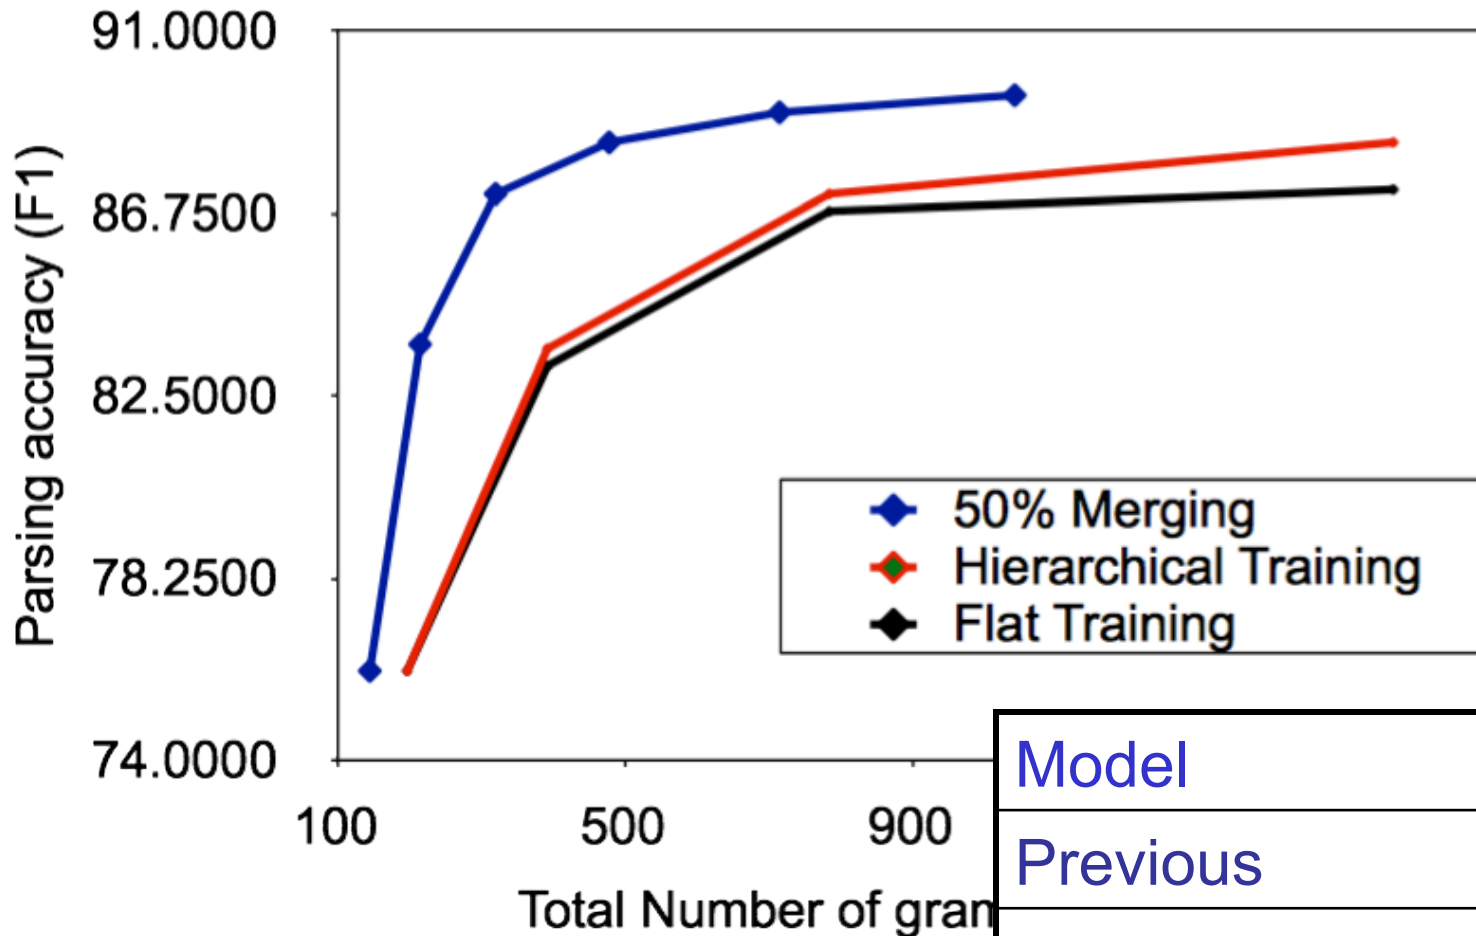 91.0000
86.7500
82.5000
78.2500
74.0000
Parsing accuracy (F1)
50% Merging
Hierarchical Training
Flat Training
100 500 900
Total Number of
Model
Previous